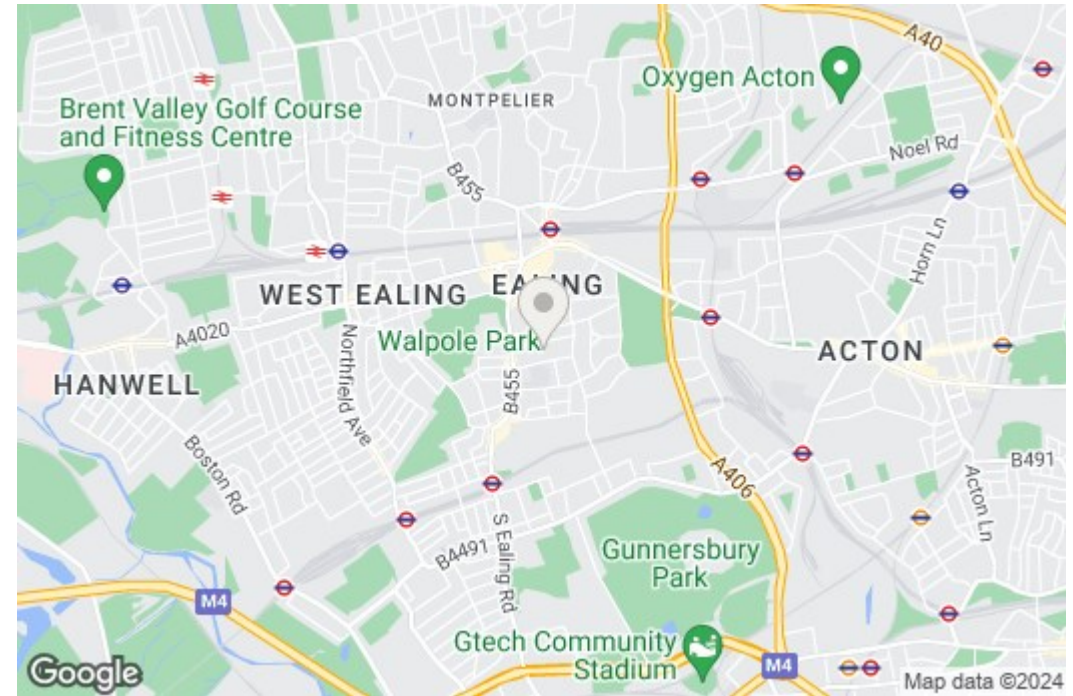 A40
Oxygen Acton
MONTPELIER
Brent Valley Golf Course
and Fitness Centre
Noel Rd
B455
Horn Ln
EALING
WEST EALING
A4020
Walpole Park
ACTON
HANWELL
Northfield Ave
B455
Boston Rd
A406
B491
Acton Ln
S Ealing Rd
B4491
Gunnersbury
Park
M4
Gtech Community
Stadium
M4
Google
Map data ©2024